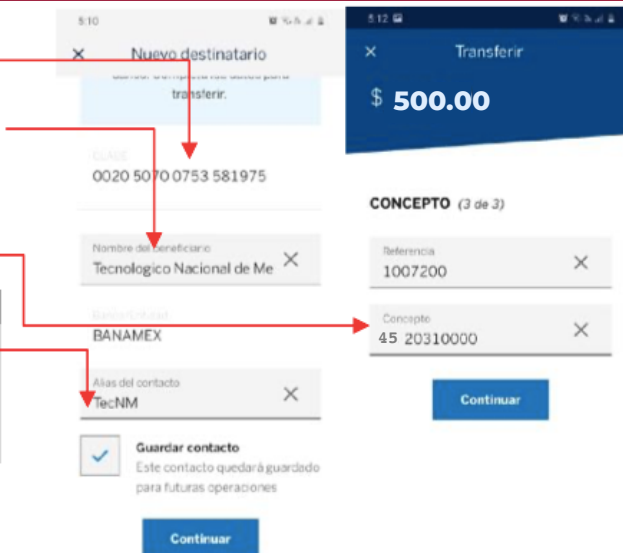 5:10
Nuevo destinatario
transferir.
CLABE
0020 5070 0753 581975
Nombre del beneficiario
Tecnologico Nacional de Me
BANAMEX
Alias del contacto
TecNM
Guardar contacto
Este contacto quedará guardado
para futuras operaciones
Continuar
5:12
Transferir
$ 500.00
CONCEPTO (3 de 3)
Referencia
1007200
Concepto
45 20310000
Continuar